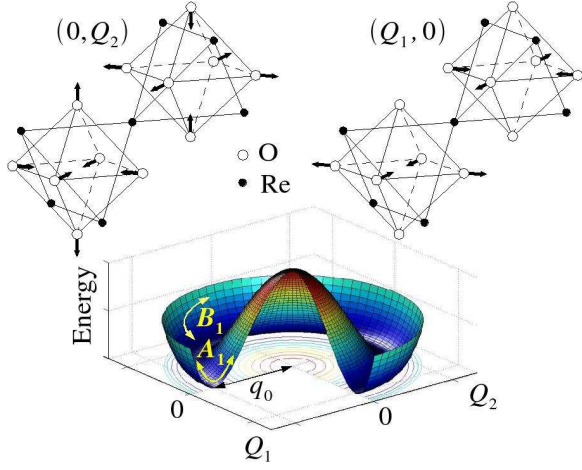 (0, Q₂)
(Q₁, 0)
O
Re
Energy
B₁
A₁
q₀
0
0
Q₁
Q₂